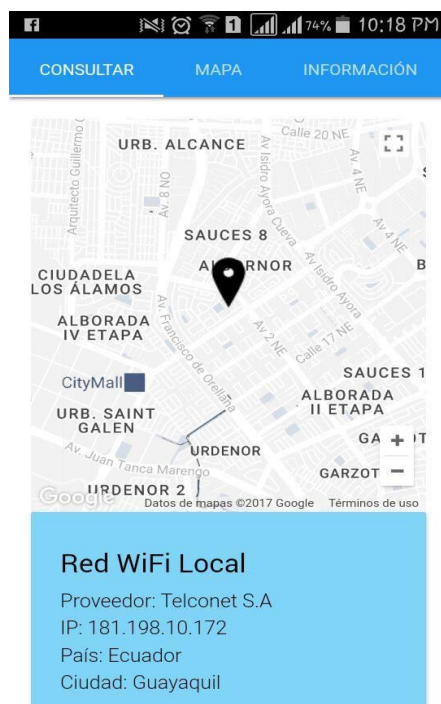 74% 10:18 PM
CONSULTAR MAPA INFORMACIÓN
Calle 20 NE
URB. ALCANCE
Arquitecto Guillermo
Av. 8 NO
Av Isidro Ayora Cueva
Av. 4 NE
Av. 4 NE
SAUCES 8
CIUDADELA
LOS ÁLAMOS
Av Isidro Ayora
B
ALBORADA
IV ETAPA
Av. Francisco de Orellana
Av. 2 NE
Calle 17 NE
CityMall
SAUCES 1
ALBORADA
II ETAPA
URB. SAINT
GALEN
URDENOR
Av. Juan Tanca Marengo
GARZOT
URDENOR 2
Google
Datos de mapas ©2017 Google Términos de uso
Red WiFi Local
Proveedor: Telconet S.A
IP: 181.198.10.172
País: Ecuador
Ciudad: Guayaquil